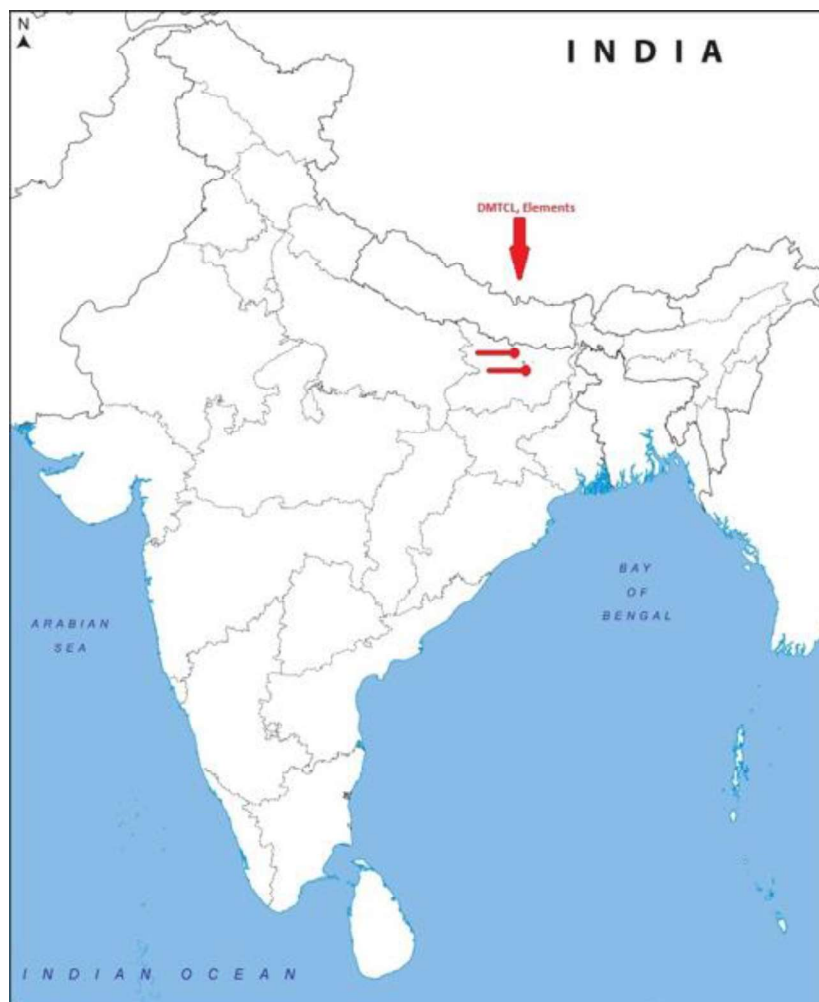 N
INDIA
DMTCL, Elements
BAY
OF
BENGAL
ARABIAN
SEA
INDIAN OCEAN